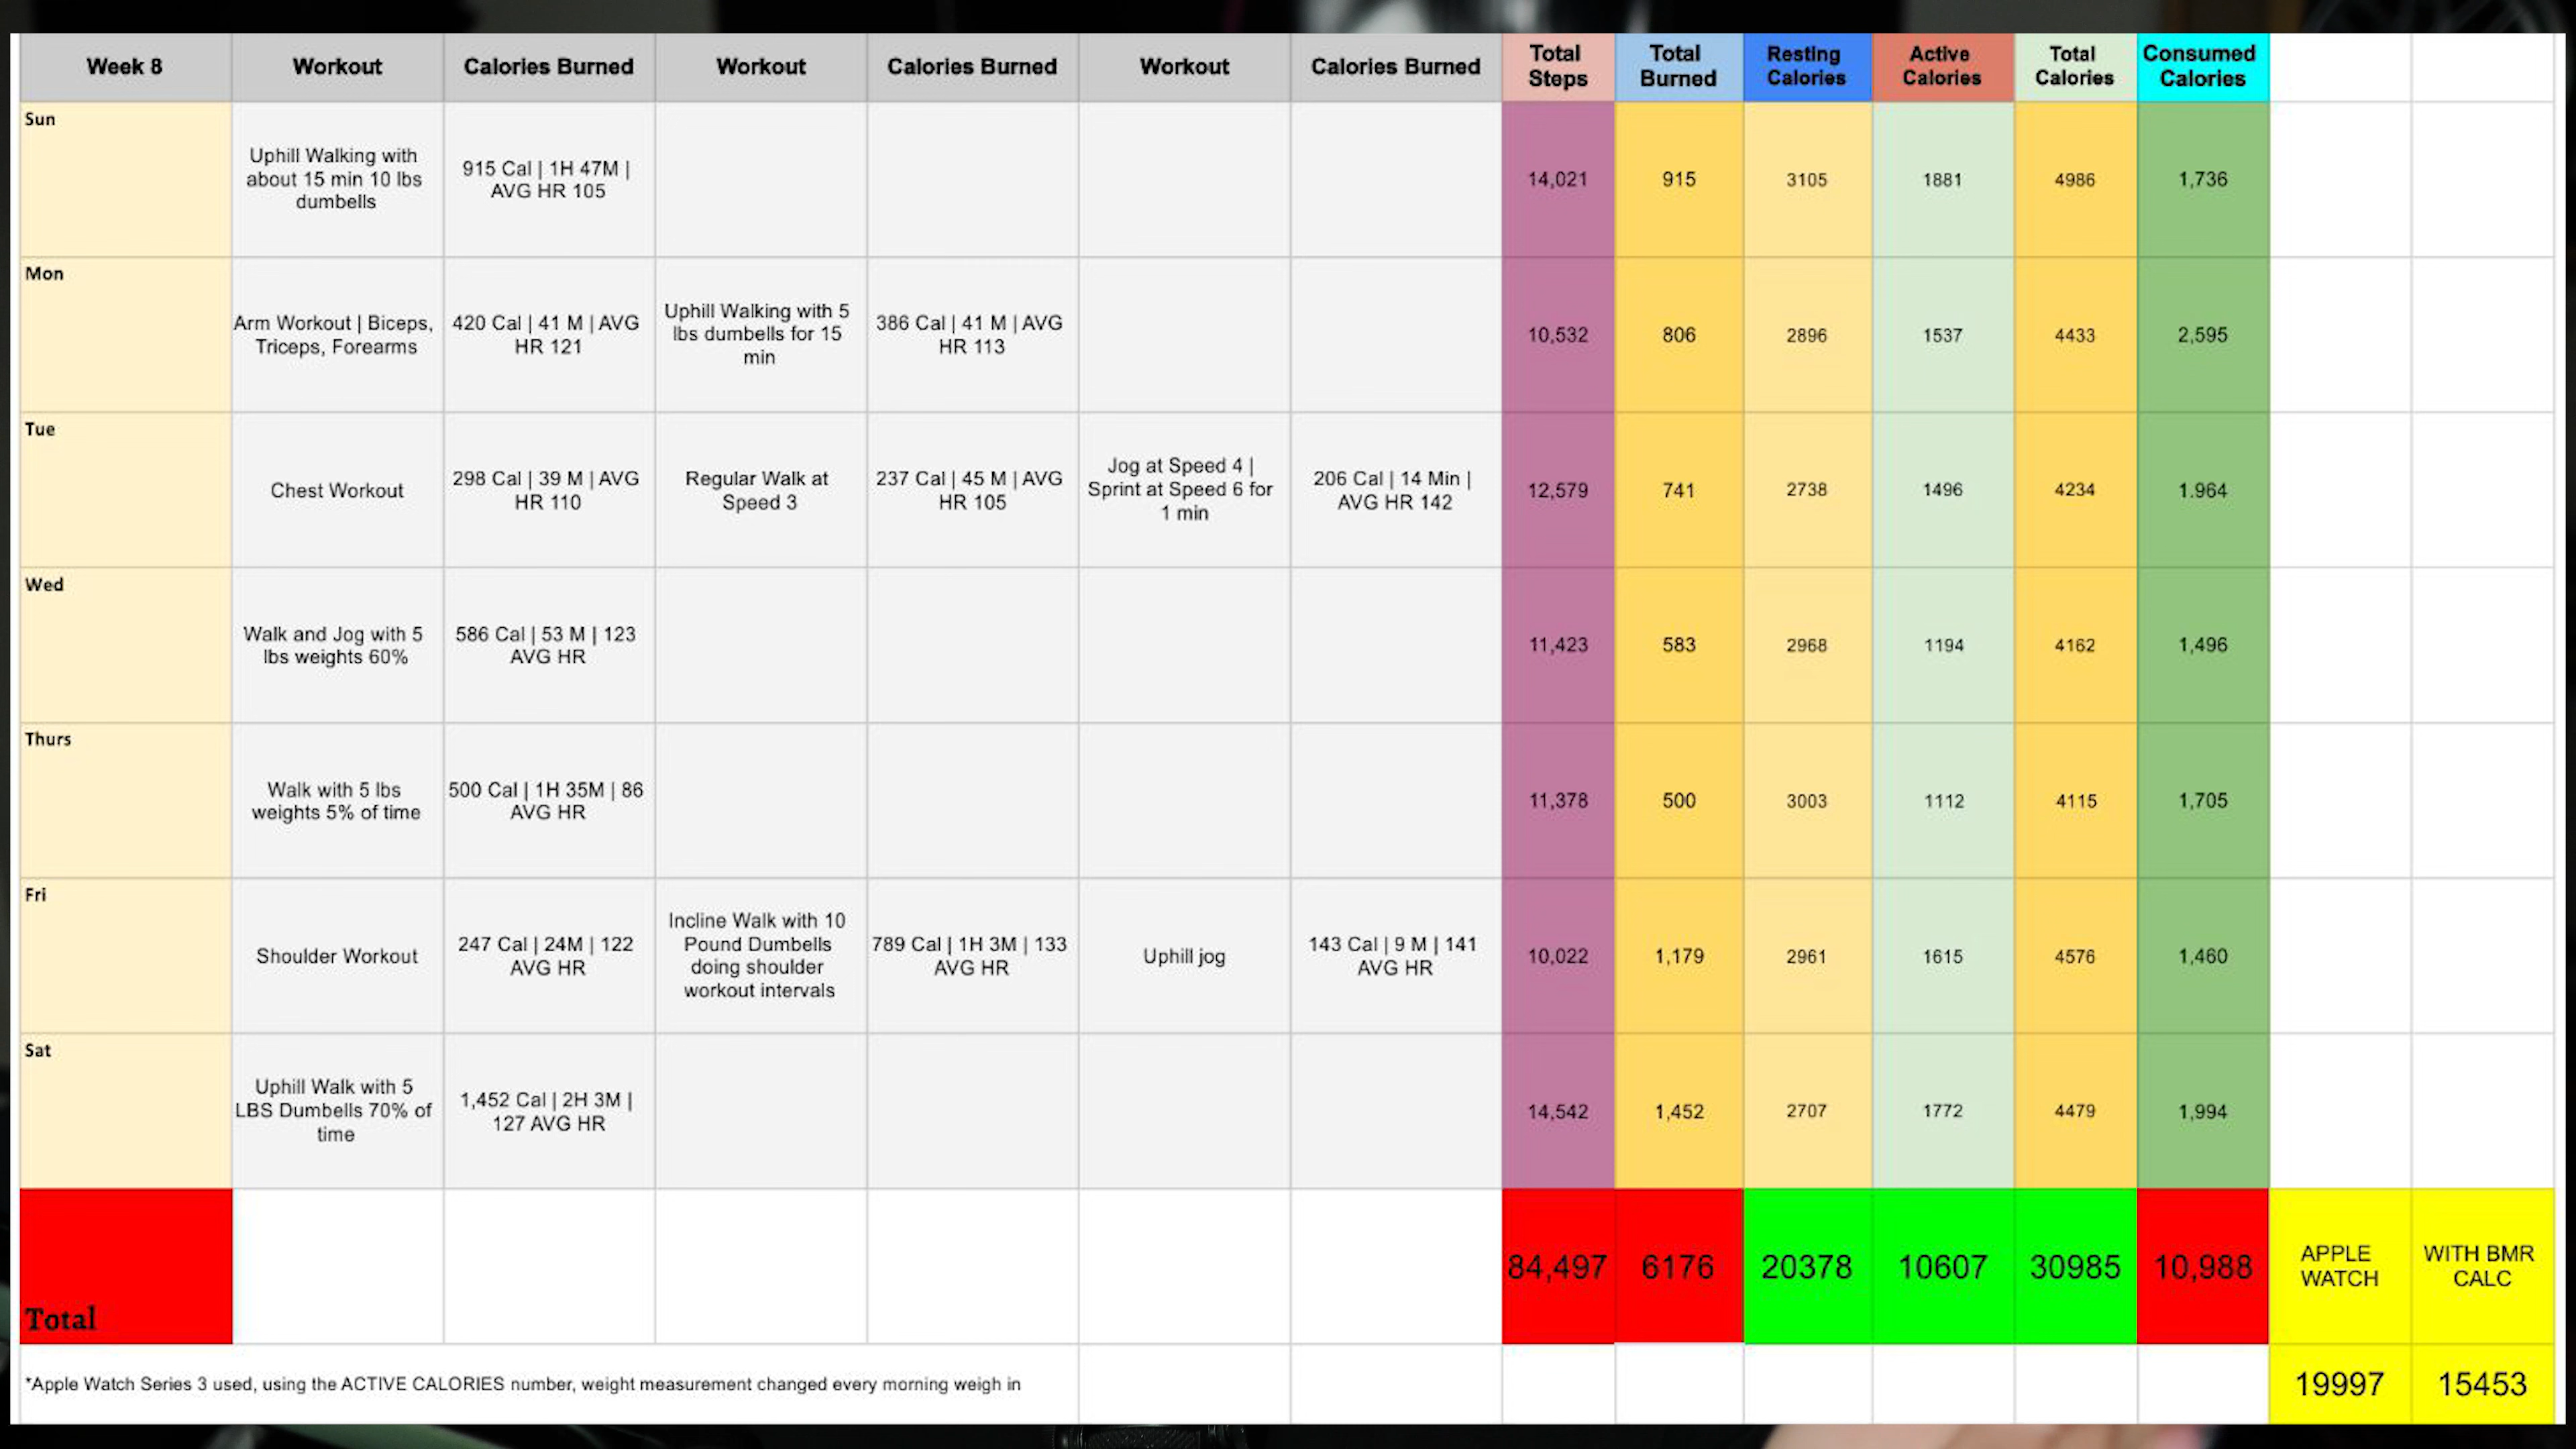 Week 8 Workout Calories Burned Workout Calories Burned Workout Calories Burned Total Steps Total Burned Resting Calories Active Calories Total Calories Consumed Calories
Sun
Uphill Walking with
about 15 min 10 lbs
dumbells
915 Cal | 1H 47M |
AVG HR 105
14,021 915 3105 1881 4986 1,736
Mon
Arm Workout | Biceps,
Triceps, Forearms
420 Cal | 41 M | AVG
HR 121
Uphill Walking with 5
lbs dumbells for 15
min
386 Cal | 41 M | AVG
HR 113
10,532 806 2896 1537 4433 2,595
Tue
Chest Workout
298 Cal | 39 M | AVG
HR 110
Regular Walk at
Speed 3
237 Cal | 45 M | AVG
HR 105
Jog at Speed 4 |
Sprint at Speed 6 for
1 min
206 Cal | 14 Min |
AVG HR 142
12,579 741 2738 1496 4234 1.964
Wed
Walk and Jog with 5
lbs weights 60%
586 Cal | 53 M | 123
AVG HR
11,423 583 2968 1194 4162 1,496
Thurs
Walk with 5 lbs
weights 5% of time
500 Cal | 1H 35M | 86
AVG HR
11,378 500 3003 1112 4115 1,705
Fri
Shoulder Workout
247 Cal | 24M | 122
AVG HR
Incline Walk with 10
Pound Dumbells
doing shoulder
workout intervals
789 Cal | 1H 3M | 133
AVG HR
Uphill jog
143 Cal | 9 M | 141
AVG HR
10,022 1,179 2961 1615 4576 1,460
Sat
Uphill Walk with 5
LBS Dumbells 70% of
time
1,452 Cal | 2H 3M |
127 AVG HR
14,542 1,452 2707 1772 4479 1,994
Total
84,497 6176 20378 10607 30985 10,988
APPLE
WATCH
WITH BMR
CALC
*Apple Watch Series 3 used, using the ACTIVE CALORIES number, weight measurement changed every morning weigh in
19997 15453